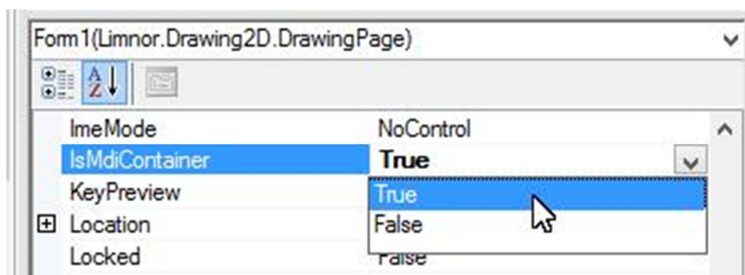 Form1(Limnor.Drawing2D.DrawingPage)
A Z
ImeMode NoControl
IsMdiContainer True
KeyPreview True
Location False
Locked False